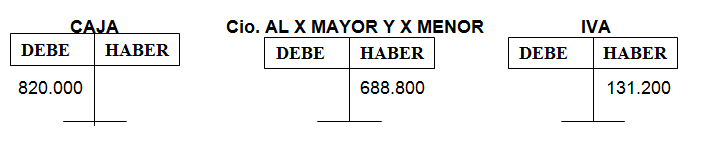 CAJA Cio. AL X MAYOR Y X MENOR IVA
DEBE HABER DEBE HABER DEBE HABER
820.000 688.800 131.200